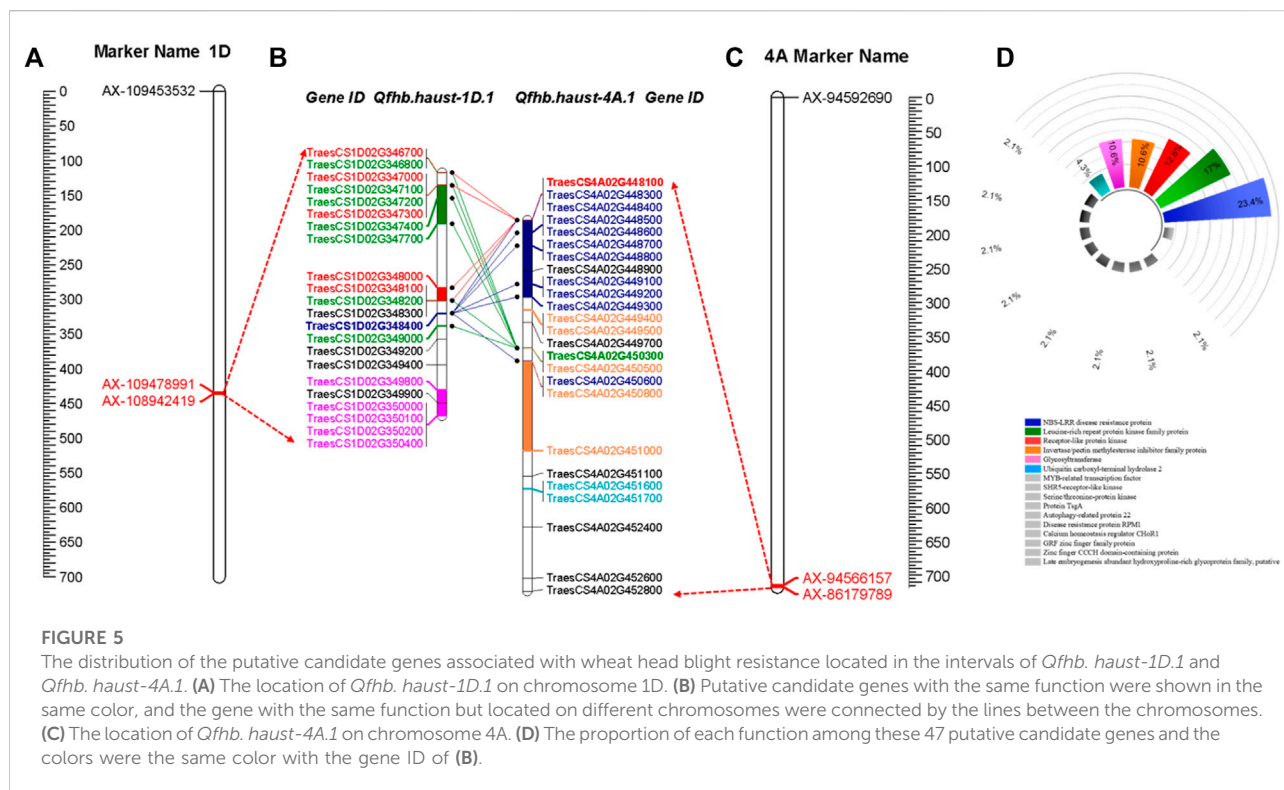 A
Marker Name 1D
AX-109453532
0
50
100
150
200
250
300
350
400
450
500
550
600
650
700
AX-109478991
AX-108942419
B
Gene ID Qfhb.haust-1D.1
Qfhb.haust-4A.1 Gene ID
TraesCS1D02G346700
TraesCS1D02G346800
TraesCS1D02G347000
TraesCS1D02G347100
TraesCS1D02G347200
TraesCS1D02G347300
TraesCS1D02G347400
TraesCS1D02G347700
TraesCS1D02G348000
TraesCS1D02G348100
TraesCS1D02G348200
TraesCS1D02G348300
TraesCS1D02G348400
TraesCS1D02G349000
TraesCS1D02G349200
TraesCS1D02G349400
TraesCS1D02G349800
TraesCS1D02G349900
TraesCS1D02G350000
TraesCS1D02G350100
TraesCS1D02G350200
TraesCS1D02G350400
TraesCS4A02G448100
TraesCS4A02G448300
TraesCS4A02G448400
TraesCS4A02G448500
TraesCS4A02G448600
TraesCS4A02G448700
TraesCS4A02G448800
TraesCS4A02G448900
TraesCS4A02G449100
TraesCS4A02G449200
TraesCS4A02G449300
TraesCS4A02G449400
TraesCS4A02G449500
TraesCS4A02G449700
TraesCS4A02G450300
TraesCS4A02G450500
TraesCS4A02G450600
TraesCS4A02G450800
TraesCS4A02G451000
TraesCS4A02G451100
TraesCS4A02G451600
TraesCS4A02G451700
TraesCS4A02G452400
TraesCS4A02G452600
TraesCS4A02G452800
C
4A Marker Name
AX-94592690
AX-94566157
AX-86179789
0
50
100
150
200
250
300
350
400
450
500
550
600
650
700
D
23.4%
17%
12.8%
10.6%
10.6%
4.3%
2.1%
2.1%
2.1%
2.1%
2.1%
2.1%
2.1%
2.1%
NBS-LRR disease resistance protein
Leucine-rich repeat protein kinase family protein
Receptor-like protein kinase
Invertase/pectin methylesterase inhibitor family protein
Glycosyltransferase
Ubiquitin carboxyl-terminal hydrolase 2
MYB-related transcription factor
SHR5-receptor-like kinase
Serine/threonine-protein kinase
Protein TsgA
Autophagy-related protein 22
Disease resistance protein RPM1
Calcium homeostasis regulator CHoR1
GRF zinc finger family protein
Zinc finger CCCH domain-containing protein
Late embryogenesis abundant hydroxyproline-rich glycoprotein family, putative
FIGURE 5
The distribution of the putative candidate genes associated with wheat head blight resistance located in the intervals of Qfhb. haust-1D.1 and
Qfhb. haust-4A.1. (A) The location of Qfhb. haust-1D.1 on chromosome 1D. (B) Putative candidate genes with the same function were shown in the
same color, and the gene with the same function but located on different chromosomes were connected by the lines between the chromosomes.
(C) The location of Qfhb. haust-4A.1 on chromosome 4A. (D) The proportion of each function among these 47 putative candidate genes and the
colors were the same color with the gene ID of (B).